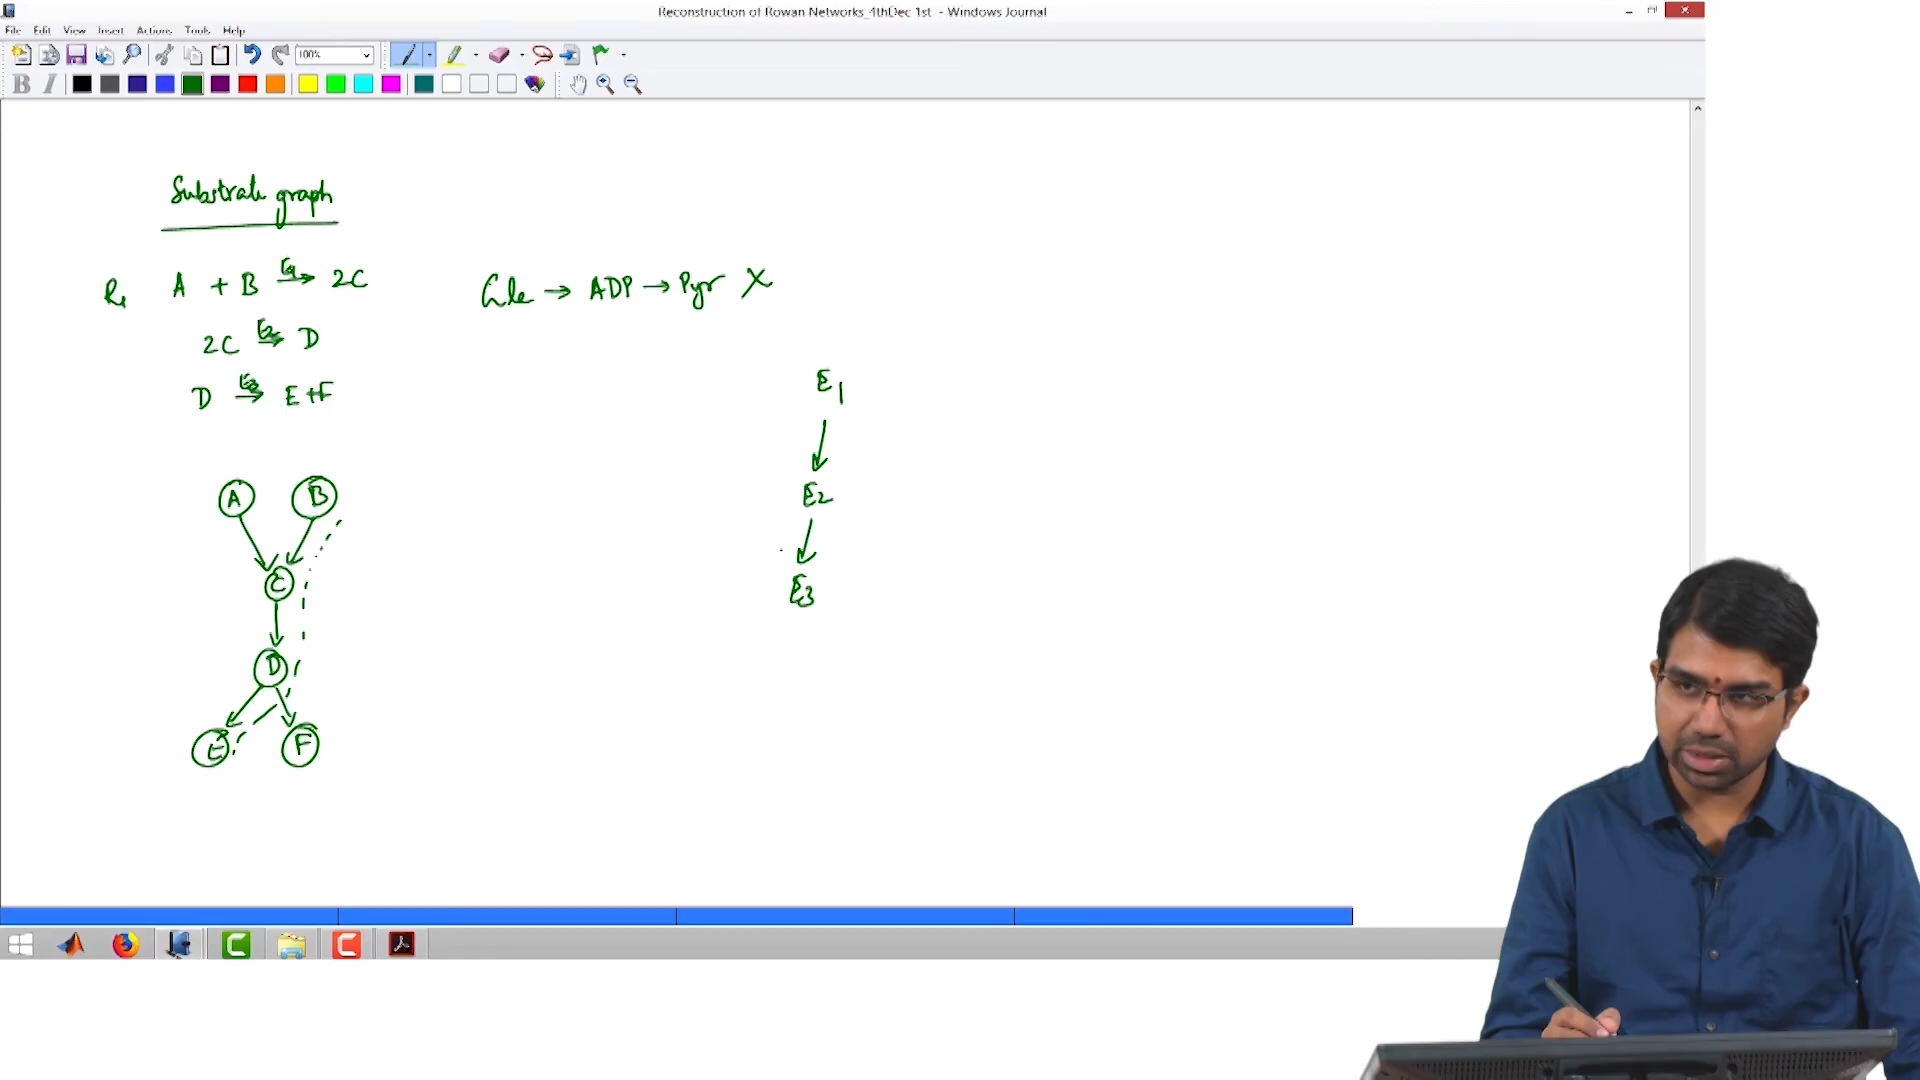 Reconstruction of Rowan Networks_4thDec 1st - Windows Journal
File Edit View Insert Actions Tools Help
100%
B I
Substrate graph
R1 A + B E1→ 2C
Glc → ADP → Pyr X
2C E2→ D
D E3→ E+F
E1
E2
E3
A B
C
D
E F